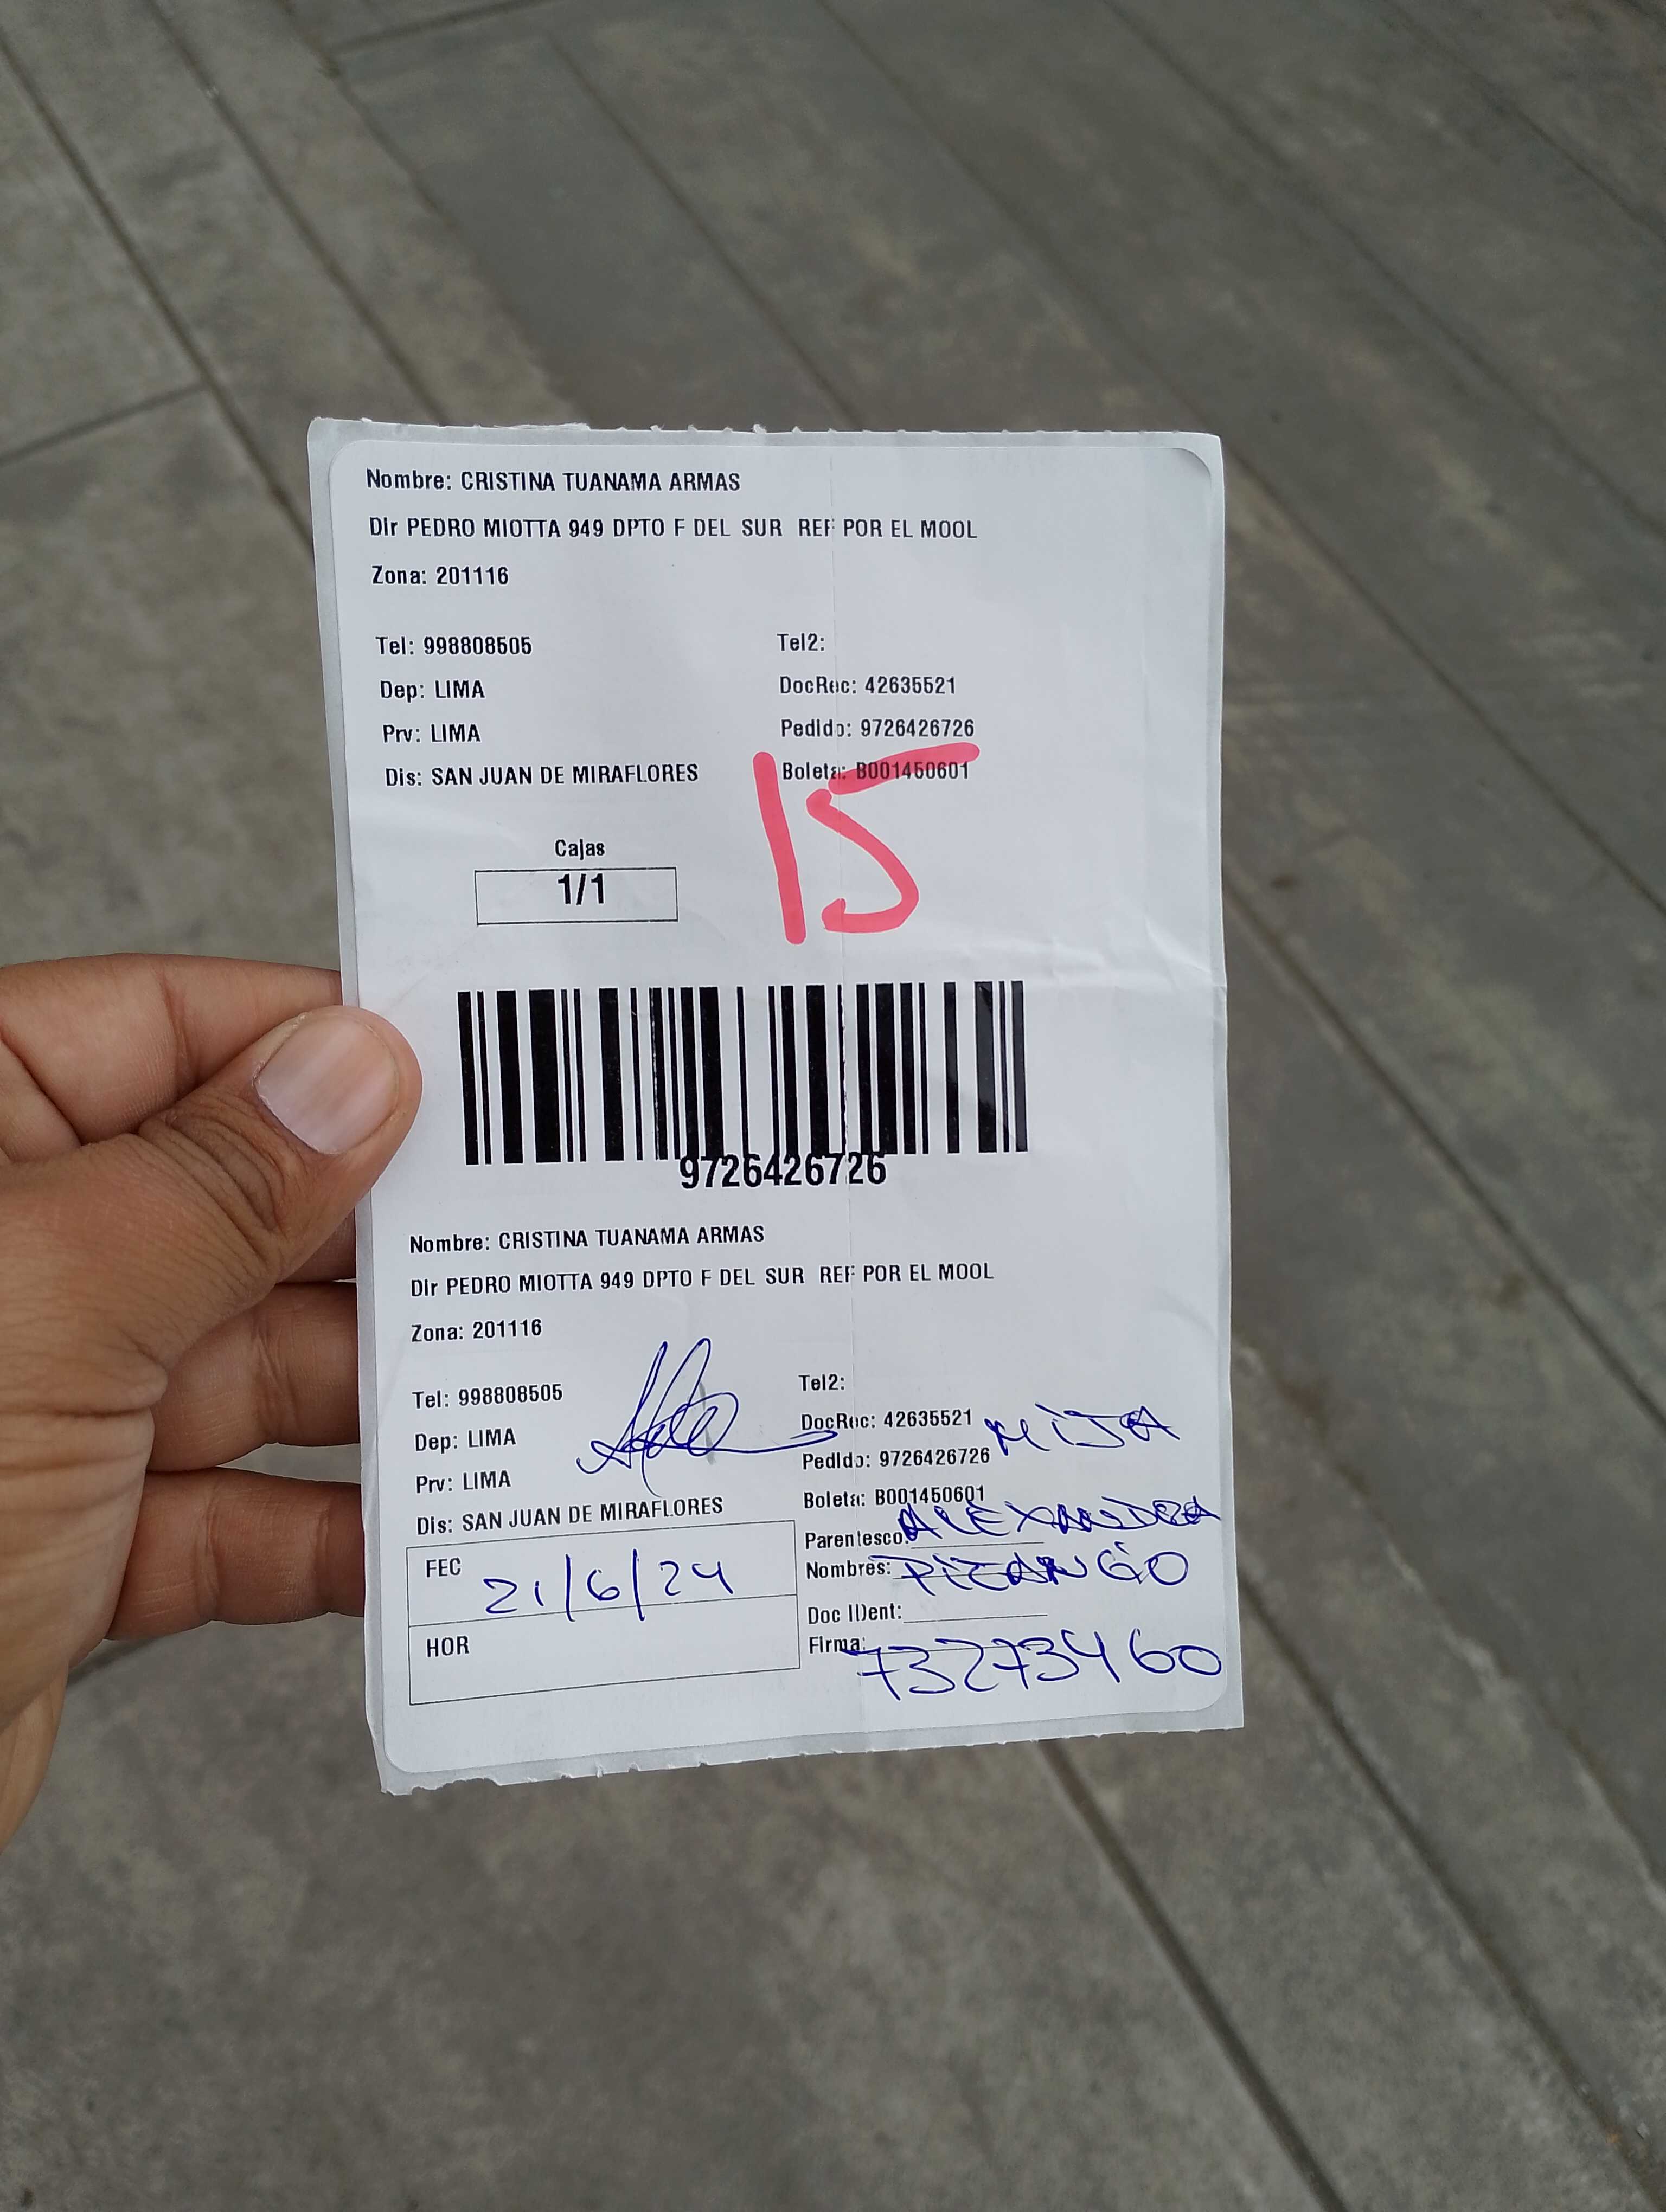 Nombre: CRISTINA TUANAMA ARMAS
Dir PEDRO MIOTTA 949 DPTO F DEL SUR REF POR EL MOOL
Zona: 201116
Tel: 998808505 Tel2:
Dep: LIMA DocRec: 42635521
Prv: LIMA Pedido: 9726426726
Dis: SAN JUAN DE MIRAFLORES Boleta: B001450601
15
Cajas
1/1
9726426726
Nombre: CRISTINA TUANAMA ARMAS
Dir PEDRO MIOTTA 949 DPTO F DEL SUR REF POR EL MOOL
Zona: 201116
Tel: 998808505 Tel2:
Dep: LIMA DocRec: 42635521
Prv: LIMA Pedido: 9726426726
Dis: SAN JUAN DE MIRAFLORES Boleta: B001450601
Parentesco: ALEXANDRA
FEC 21/6/24 Nombres: PIZANGO
Doc IDent:
HOR Firma: 73273460